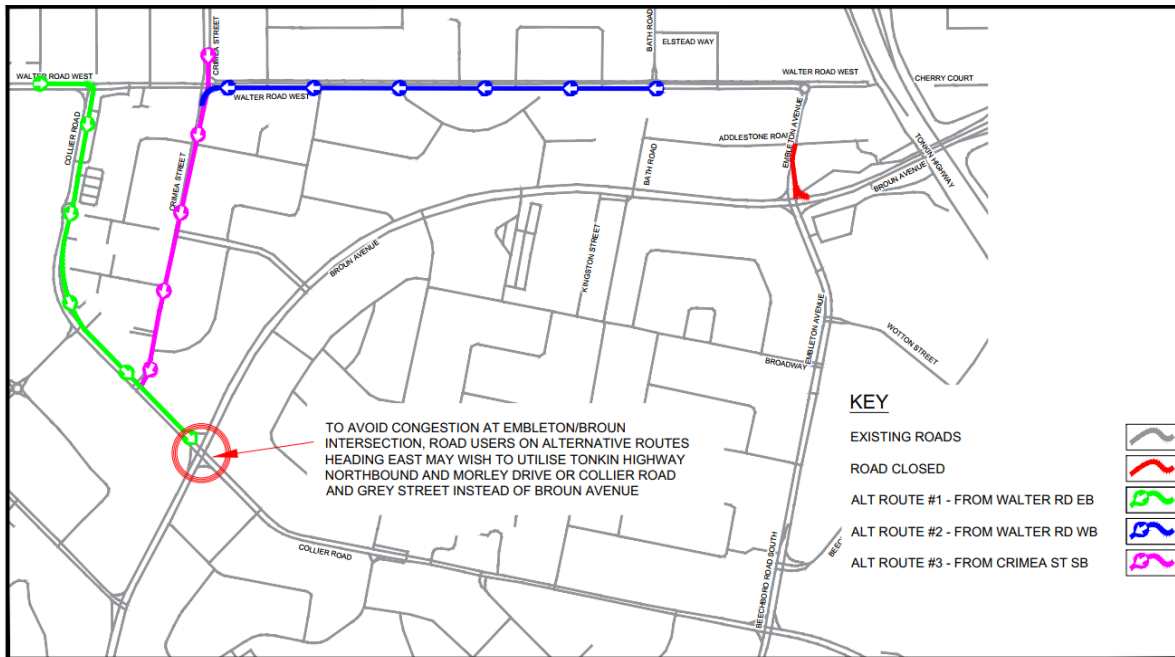 CRIMEA STREET
BATH ROAD
ELSTEAD WAY
WALTER ROAD WEST
WALTER ROAD WEST
WALTER ROAD WEST
CHERRY COURT
COLLIER ROAD
CRIMEA STREET
BATH ROAD
ADDLESTONE ROAD
EMBLETON AVENUE
TONKIN HIGHWAY
BROUN AVENUE
BROUN AVENUE
KINGSTON STREET
EMBLETON AVENUE
WOTTON STREET
BROADWAY
TO AVOID CONGESTION AT EMBLETON/BROUN
INTERSECTION, ROAD USERS ON ALTERNATIVE ROUTES
HEADING EAST MAY WISH TO UTILISE TONKIN HIGHWAY
NORTHBOUND AND MORLEY DRIVE OR COLLIER ROAD
AND GREY STREET INSTEAD OF BROUN AVENUE
COLLIER ROAD
BEECHBORO ROAD SOUTH
KEY
EXISTING ROADS
ROAD CLOSED
ALT ROUTE #1 - FROM WALTER RD EB
ALT ROUTE #2 - FROM WALTER RD WB
ALT ROUTE #3 - FROM CRIMEA ST SB